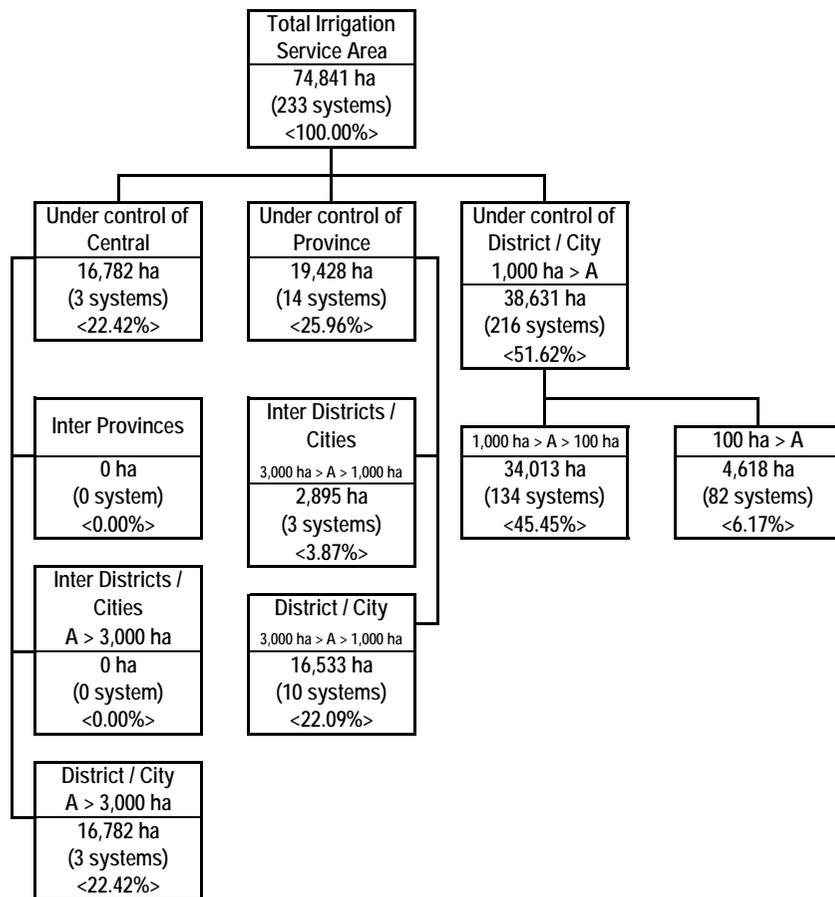 Total Irrigation
Service Area
74,841 ha
(233 systems)
<100.00%>
Under control of
Central
16,782 ha
(3 systems)
<22.42%>
Under control of
Province
19,428 ha
(14 systems)
<25.96%>
Under control of
District / City
1,000 ha > A
38,631 ha
(216 systems)
<51.62%>
Inter Provinces
0 ha
(0 system)
<0.00%>
Inter Districts /
Cities
3,000 ha > A > 1,000 ha
2,895 ha
(3 systems)
<3.87%>
1,000 ha > A > 100 ha
34,013 ha
(134 systems)
<45.45%>
100 ha > A
4,618 ha
(82 systems)
<6.17%>
Inter Districts /
Cities
A > 3,000 ha
0 ha
(0 system)
<0.00%>
District / City
3,000 ha > A > 1,000 ha
16,533 ha
(10 systems)
<22.09%>
District / City
A > 3,000 ha
16,782 ha
(3 systems)
<22.42%>